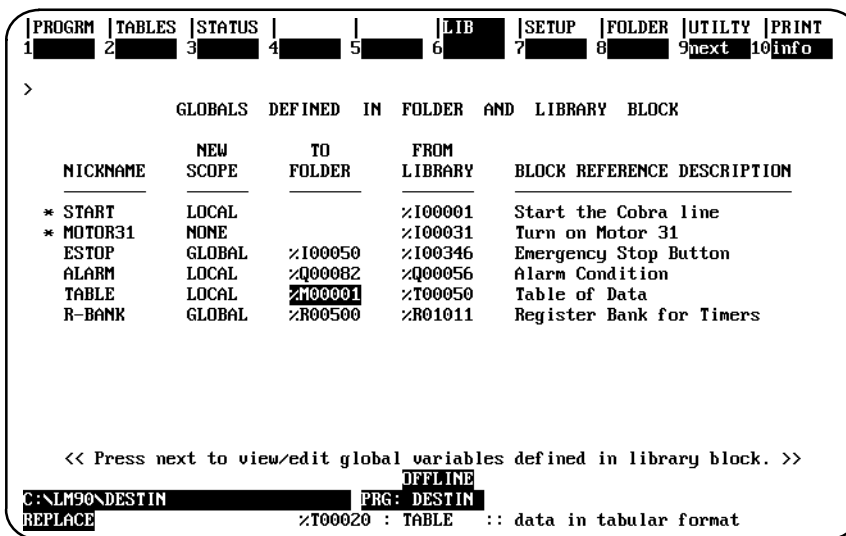 |PROGRM |TABLES |STATUS | | |LIB |SETUP |FOLDER |UTILTY |PRINT
1 2 3 4 5 6 7 8 9next 10info
>
GLOBALS DEFINED IN FOLDER AND LIBRARY BLOCK
NEW TO FROM
NICKNAME SCOPE FOLDER LIBRARY BLOCK REFERENCE DESCRIPTION
* START LOCAL %I00001 Start the Cobra line
* MOTOR31 NONE %I00031 Turn on Motor 31
ESTOP GLOBAL %I00050 %I00346 Emergency Stop Button
ALARM LOCAL %Q00082 %Q00056 Alarm Condition
TABLE LOCAL %M00001 %T00050 Table of Data
R-BANK GLOBAL %R00500 %R01011 Register Bank for Timers
<< Press next to view/edit global variables defined in library block. >>
OFFLINE
C:\LM90\DESTIN PRG: DESTIN
REPLACE %T00020 : TABLE :: data in tabular format